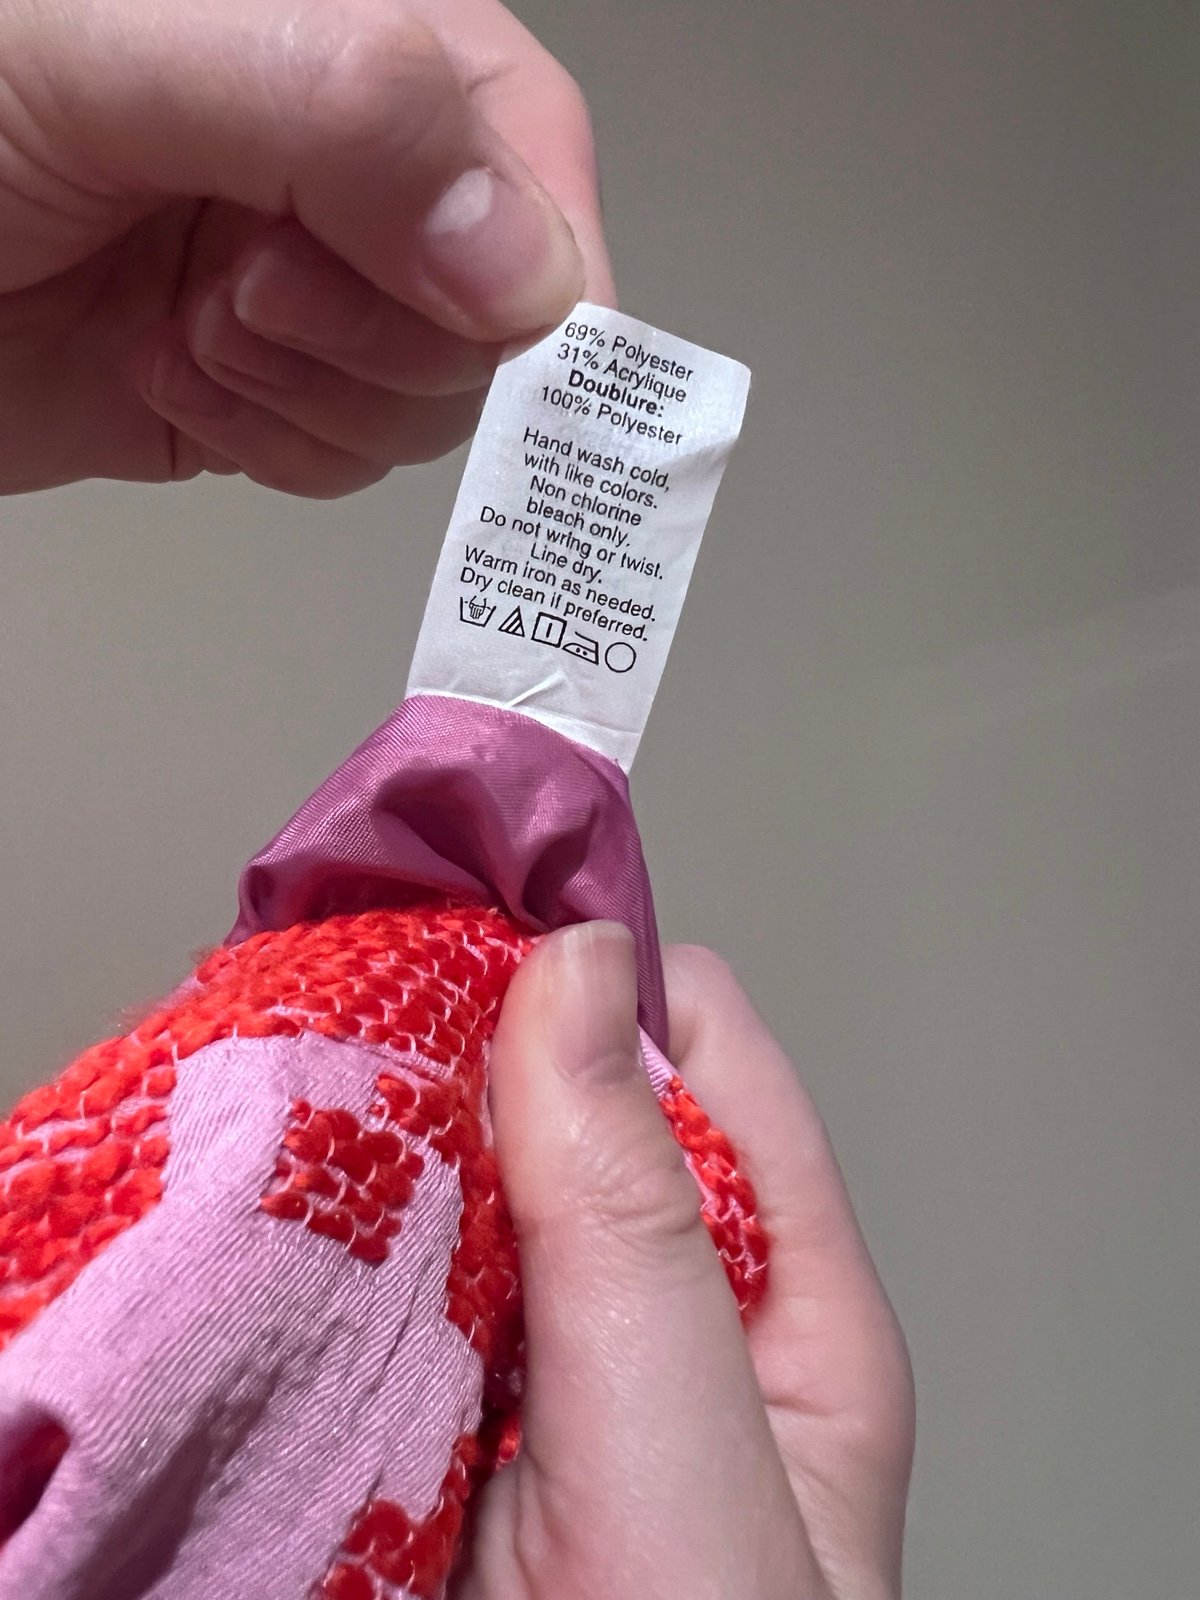 69% Polyester
31% Acrylique
Doublure:
100% Polyester
Hand wash cold,
with like colors.
Non chlorine
bleach only.
Do not wring or twist.
Line dry.
Warm iron as needed.
Dry clean if preferred.